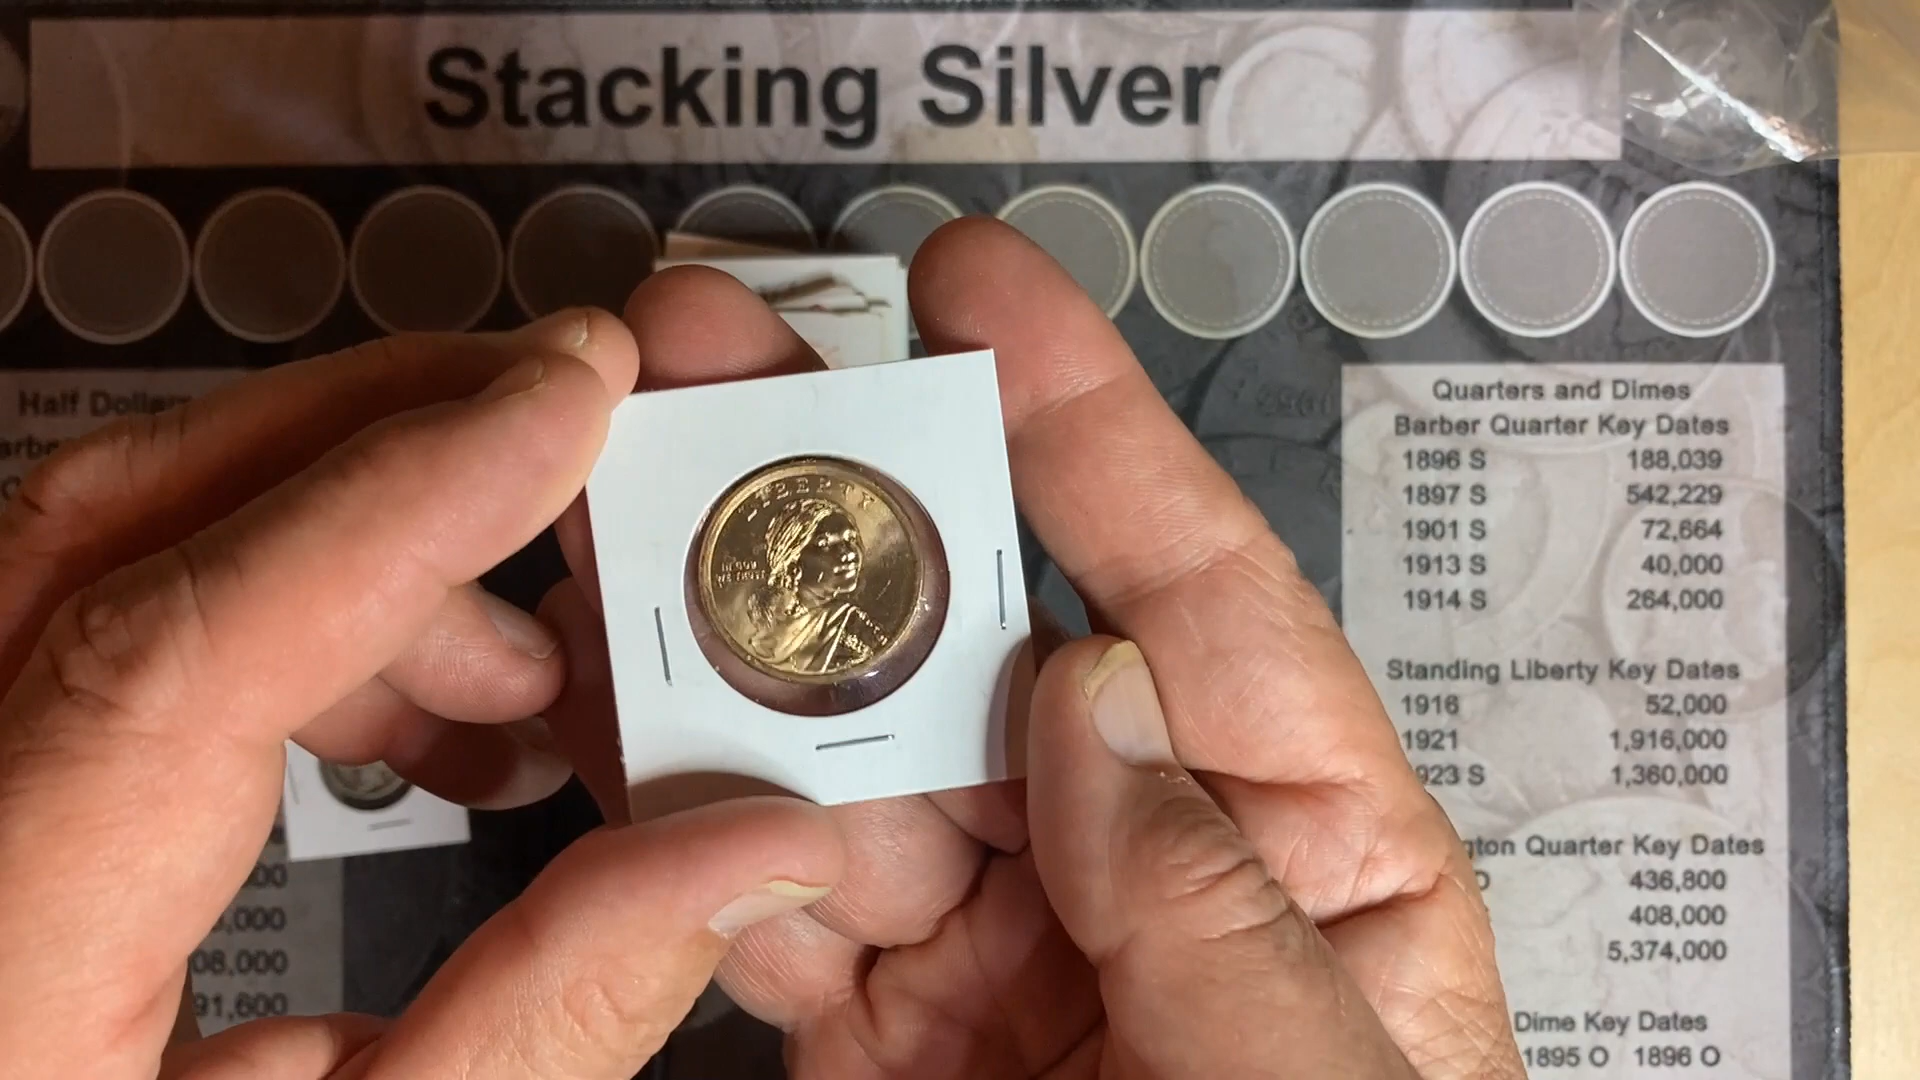 Stacking Silver
Half Dollars
LIBERTY
IN GOD
WE TRUST
00
,000
08,000
91,600
Quarters and Dimes
Barber Quarter Key Dates
1896 S 188,039
1897 S 542,229
1901 S 72,664
1913 S 40,000
1914 S 264,000
Standing Liberty Key Dates
1916 52,000
1921 1,916,000
923 S 1,360,000
gton Quarter Key Dates
436,800
408,000
5,374,000
Dime Key Dates
1895 O 1896 O